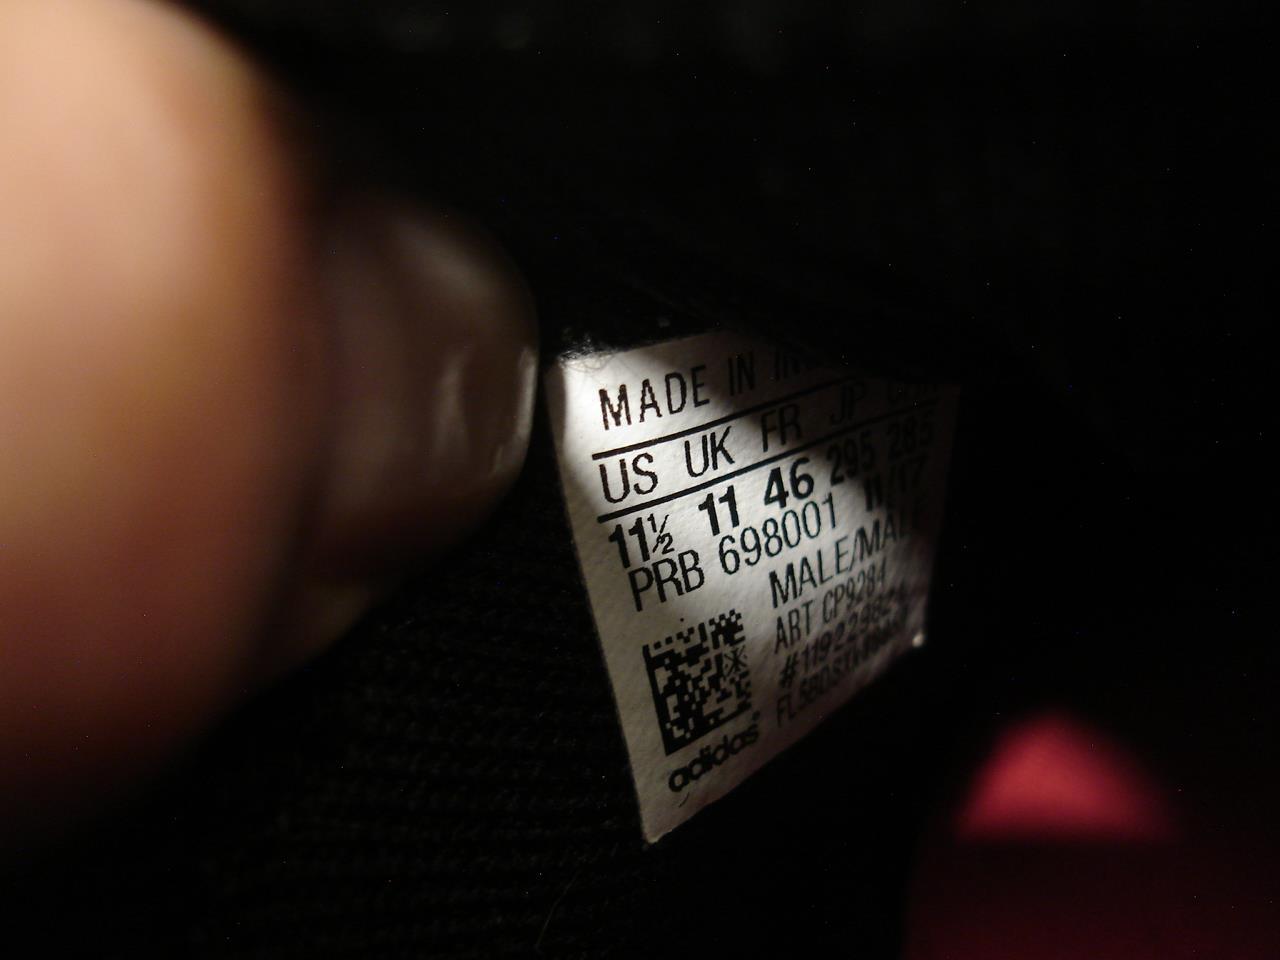 MADE IN
US UK FR JP
11½ 11 46 295 285
PRB 698001 11/17
MALE/MALE
ART CP9284
adidas